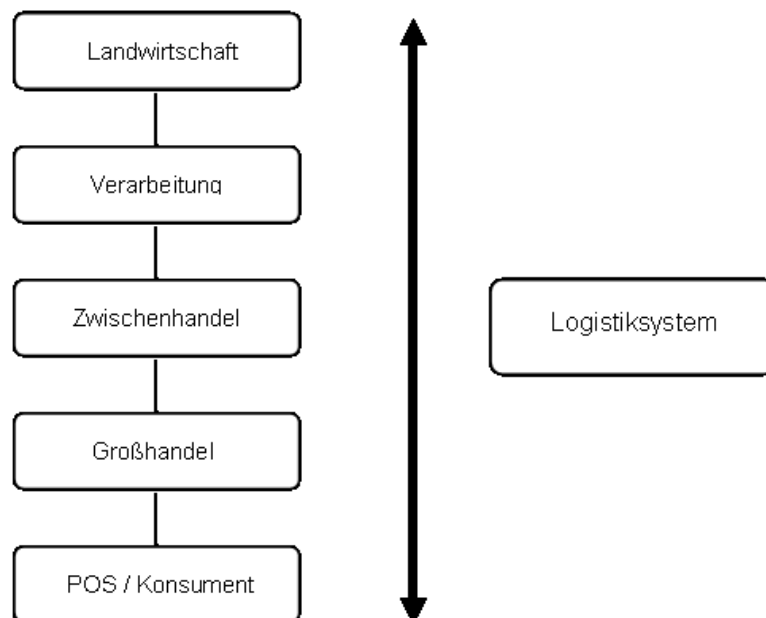 Landwirtschaft
Verarbeitung
Zwischenhandel
Logistiksystem
Großhandel
POS / Konsument